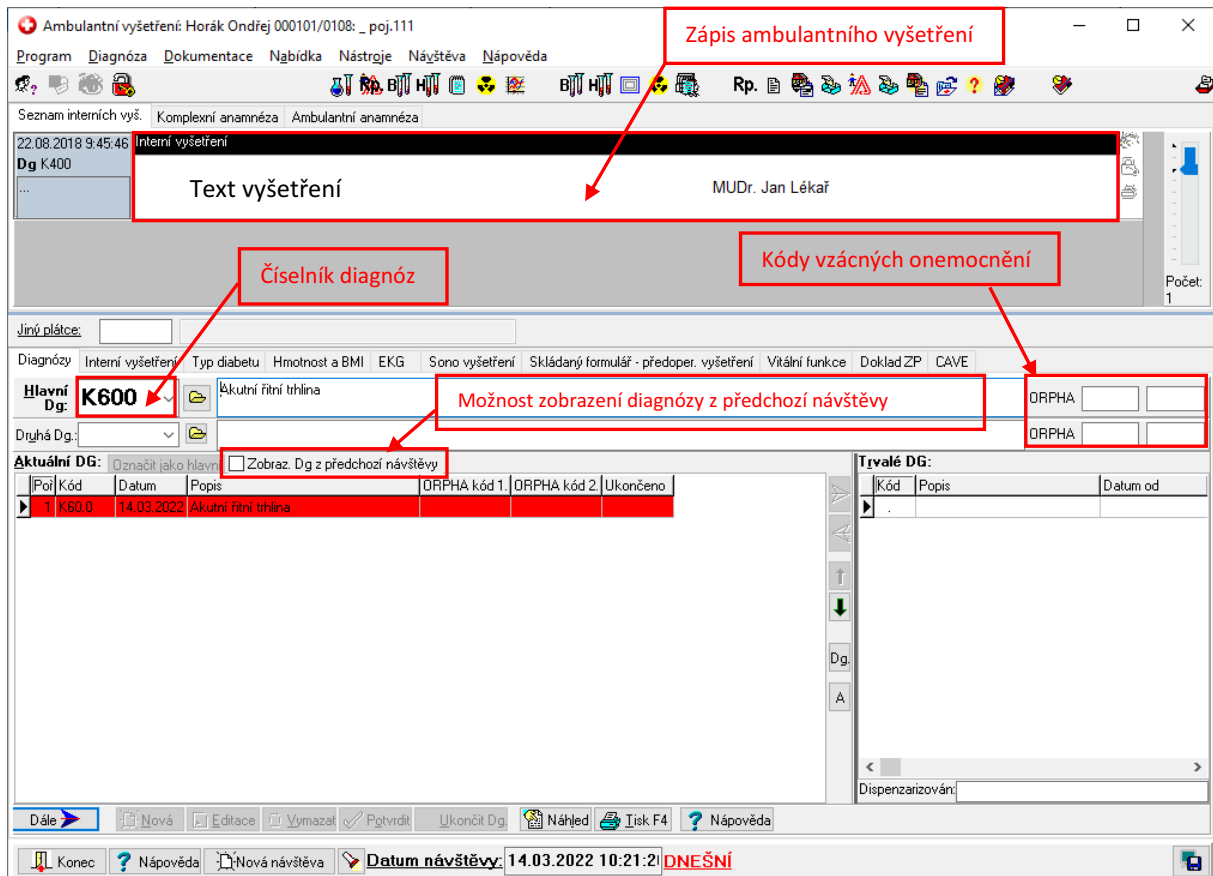 Ambulantní vyšetření: Horák Ondřej 000101/0108: _ poj.111
Zápis ambulantního vyšetření
Program Diagnóza Dokumentace Nabídka Nástroje Návštěva Nápověda
Rp.
Seznam interních vyš. Komplexní anamnéza Ambulantní anamnéza
22.08.2018 9:45:46 Interní vyšetření
Dg K400
...
Text vyšetření MUDr. Jan Lékař
Číselník diagnóz
Kódy vzácných onemocnění
Počet:
1
Jiný plátce:
Diagnózy Interní vyšetření Typ diabetu Hmotnost a BMI EKG Sono vyšetření Skládaný formulář - předoper. vyšetření Vitální funkce Doklad ZP CAVE
Hlavní Dg: K600 Akutní řitní trhlina ORPHA
Možnost zobrazení diagnózy z předchozí návštěvy
Druhá Dg.: ORPHA
Aktuální DG: Označit jako hlavní Zobraz. Dg z předchozí návštěvy Trvalé DG:
Poř Kód Datum Popis ORPHA kód 1. ORPHA kód 2. Ukončeno Kód Popis Datum od
1 K60.0 14.03.2022 Akutní řitní trhlina .
Dg.
A
Dispenzarizován:
Dále Nová Editace Vymazat Potvrdit Ukončit Dg. Náhled Tisk F4 Nápověda
Konec Nápověda Nová návštěva Datum návštěvy: 14.03.2022 10:21:2 DNEŠNÍ